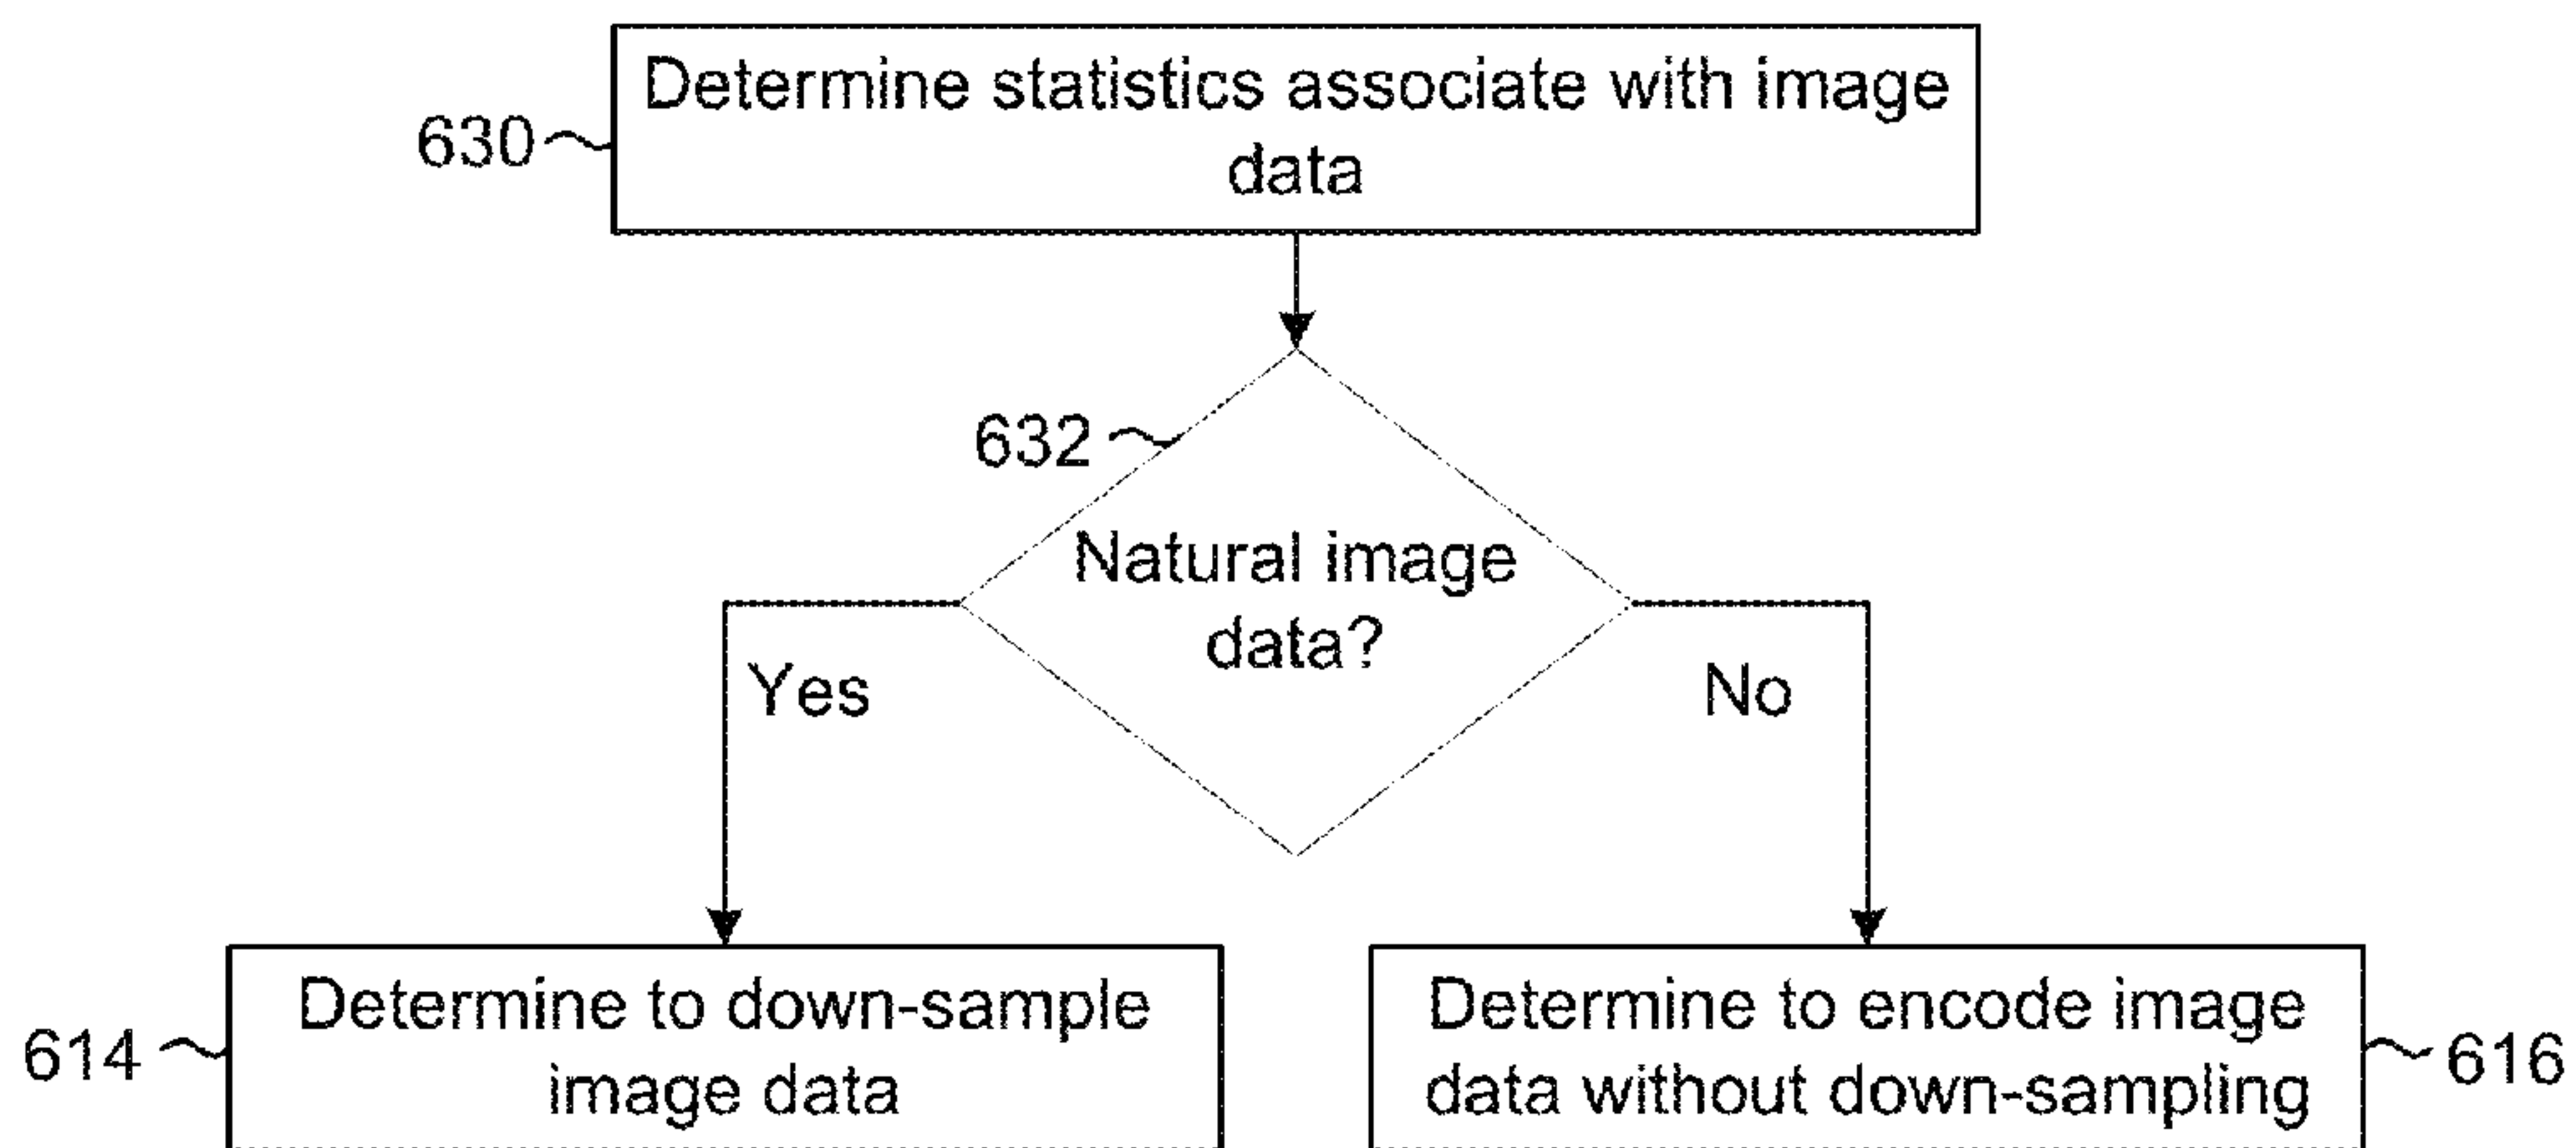 Determine statistics associate with image
data
630
632
Natural image
data?
Yes
No
Determine to down-sample
image data
614
Determine to encode image
data without down-sampling
616